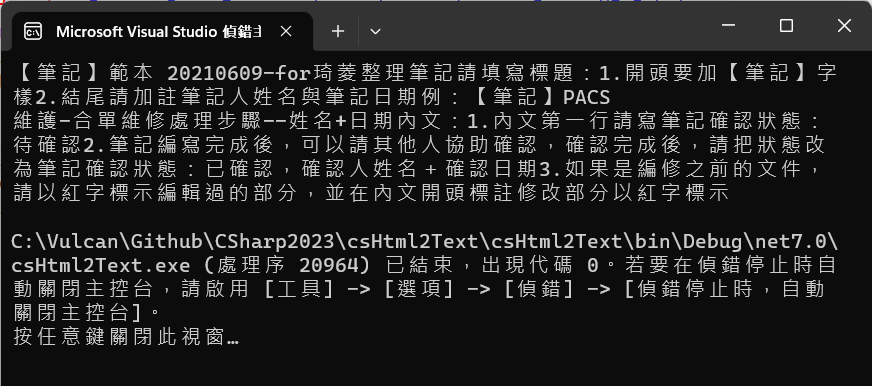 Microsoft Visual Studio 偵錯主
【筆記】範本 20210609-for琦菱整理筆記請填寫標題：1.開頭要加【筆記】字
樣2.結尾請加註筆記人姓名與筆記日期例：【筆記】PACS
維護-合單維修處理步驟--姓名+日期內文：1.內文第一行請寫筆記確認狀態：
待確認2.筆記編寫完成後，可以請其他人協助確認，確認完成後，請把狀態改
為筆記確認狀態：已確認，確認人姓名＋確認日期3.如果是編修之前的文件，
請以紅字標示編輯過的部分，並在內文開頭標註修改部分以紅字標示
C:\Vulcan\Github\CSharp2023\csHtml2Text\csHtml2Text\bin\Debug\net7.0\
csHtml2Text.exe (處理序 20964) 已結束，出現代碼 0。若要在偵錯停止時自
動關閉主控台，請啟用 [工具] -> [選項] -> [偵錯] -> [偵錯停止時，自動
關閉主控台]。
按任意鍵關閉此視窗…